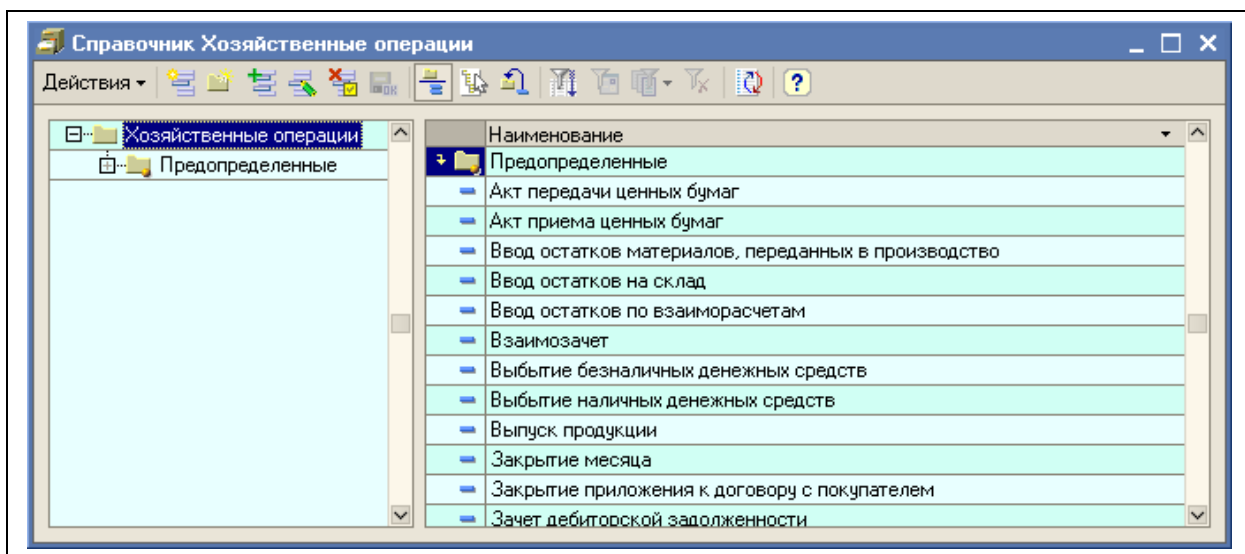 Справочник Хозяйственные операции
Действия
OK
?
Хозяйственные операции
Предопределенные
Наименование
Предопределенные
Акт передачи ценных бумаг
Акт приема ценных бумаг
Ввод остатков материалов, переданных в производство
Ввод остатков на склад
Ввод остатков по взаиморасчетам
Взаимозачет
Выбытие безналичных денежных средств
Выбытие наличных денежных средств
Выпуск продукции
Закрытие месяца
Закрытие приложения к договору с покупателем
Зачет дебиторской задолженности